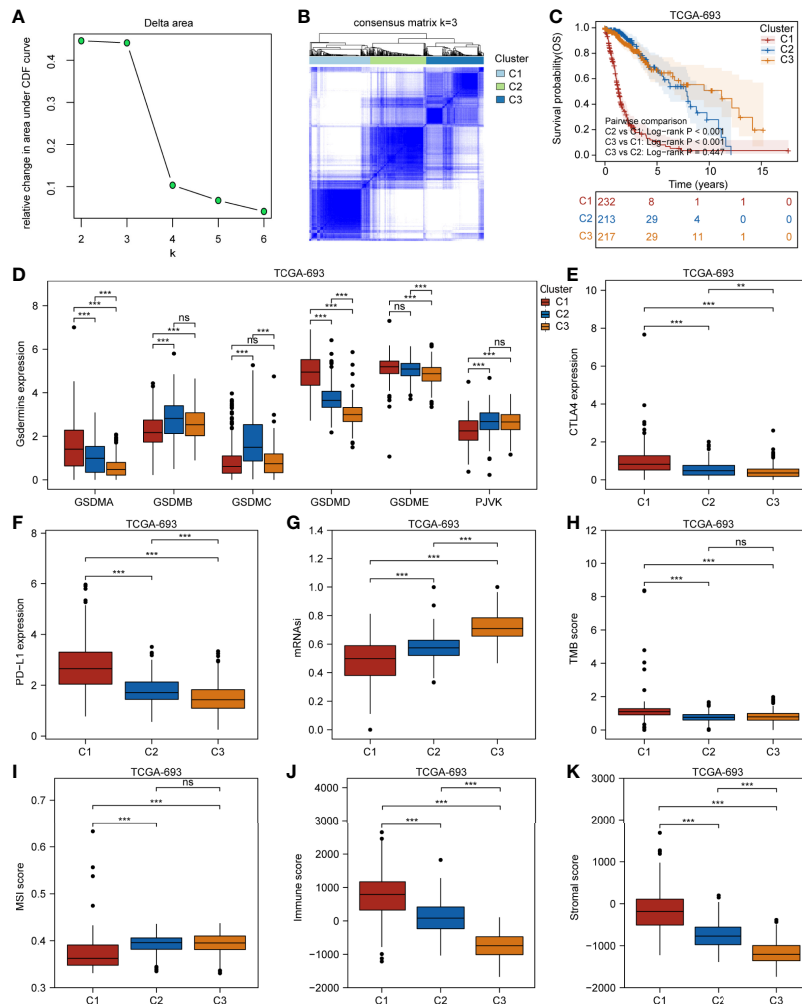 A
Delta area
relative change in area under CDF curve
0.4
0.3
0.2
0.1
2 3 4 5 6
k
B
consensus matrix k=3
Cluster
C1
C2
C3
C
TCGA-693
Cluster
C1
C2
C3
Survival probability(OS)
1.00
0.75
0.50
0.25
0.00
Pairwise comparison
C2 vs C1: Log-rank P < 0.001
C3 vs C1: Log-rank P < 0.001
C3 vs C2: Log-rank P = 0.447
0 5 10 15
Time (years)
C1 232 8 1 1 0
C2 213 29 4 0 0
C3 217 29 11 1 0
D
TCGA-693
Cluster
C1
C2
C3
Gsdermins expression
8
6
4
2
0
*** *** ***
ns *** ***
*** ns ***
*** *** ***
*** *** ns
ns *** ***
GSDMA GSDMB GSDMC GSDMD GSDME PJVK
E
TCGA-693
CTLA4 expression
10
8
6
4
2
0
**
***
***
C1 C2 C3
F
TCGA-693
PD-L1 expression
8
6
4
2
0
***
***
***
C1 C2 C3
G
TCGA-693
mRNAsi
1.4
1.2
1.0
0.8
0.6
0.4
0.2
0.0
***
***
***
C1 C2 C3
H
TCGA-693
TMB score
12
10
8
6
4
2
0
ns
***
***
C1 C2 C3
I
TCGA-693
MSI score
0.7
0.6
0.5
0.4
0.3
ns
***
***
C1 C2 C3
J
TCGA-693
Immune score
4000
3000
2000
1000
0
-1000
-2000
***
***
***
C1 C2 C3
K
TCGA-693
Stromal score
3000
2000
1000
0
-1000
-2000
***
***
***
C1 C2 C3